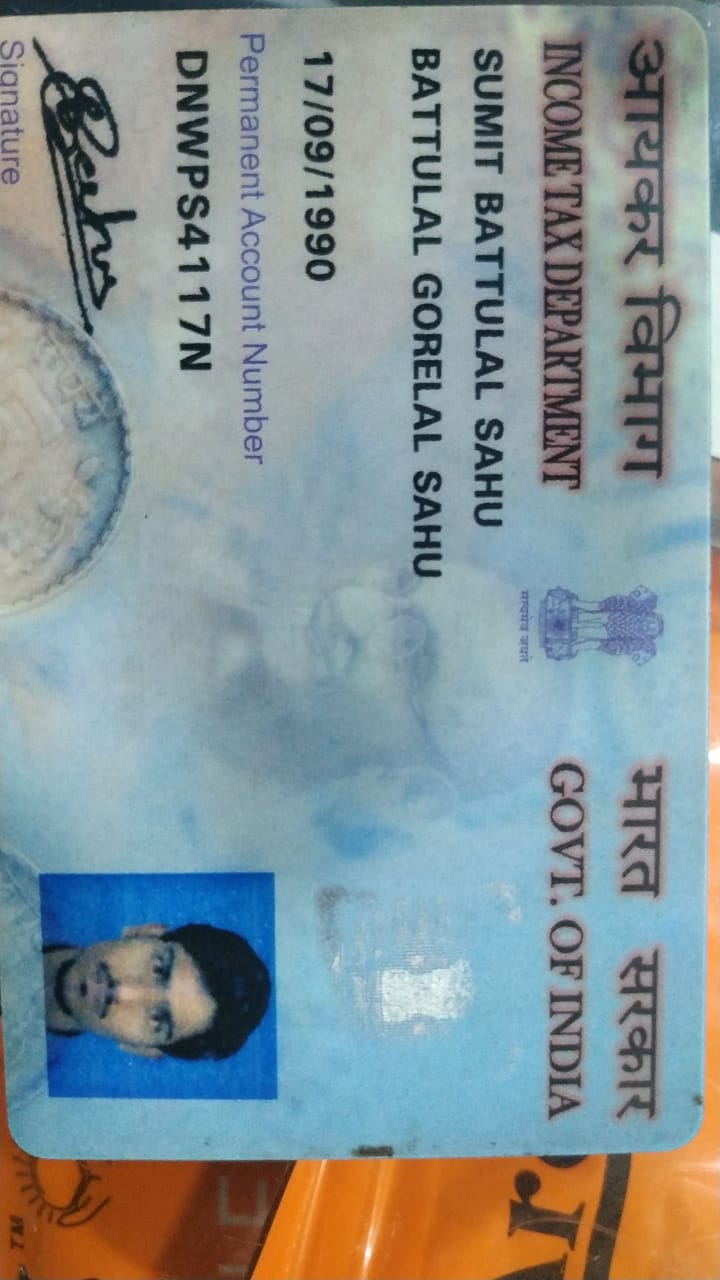 आयकर विभाग
INCOME TAX DEPARTMENT
सत्यमेव जयते
भारत सरकार
GOVT. OF INDIA
SUMIT BATTULAL SAHU
BATTULAL GORELAL SAHU
17/09/1990
Permanent Account Number
DNWPS4117N
Signature